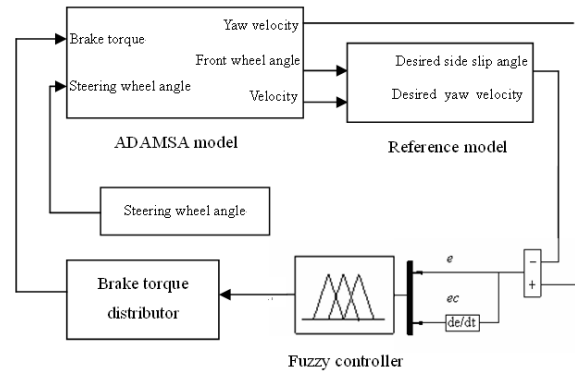 Yaw velocity
Brake torque
Front wheel angle
Steering wheel angle
Velocity
Desired side slip angle
Desired yaw velocity
ADAMSA model
Reference model
Steering wheel angle
Brake torque
distributor
e
ec
de/dt
−
+
Fuzzy controller